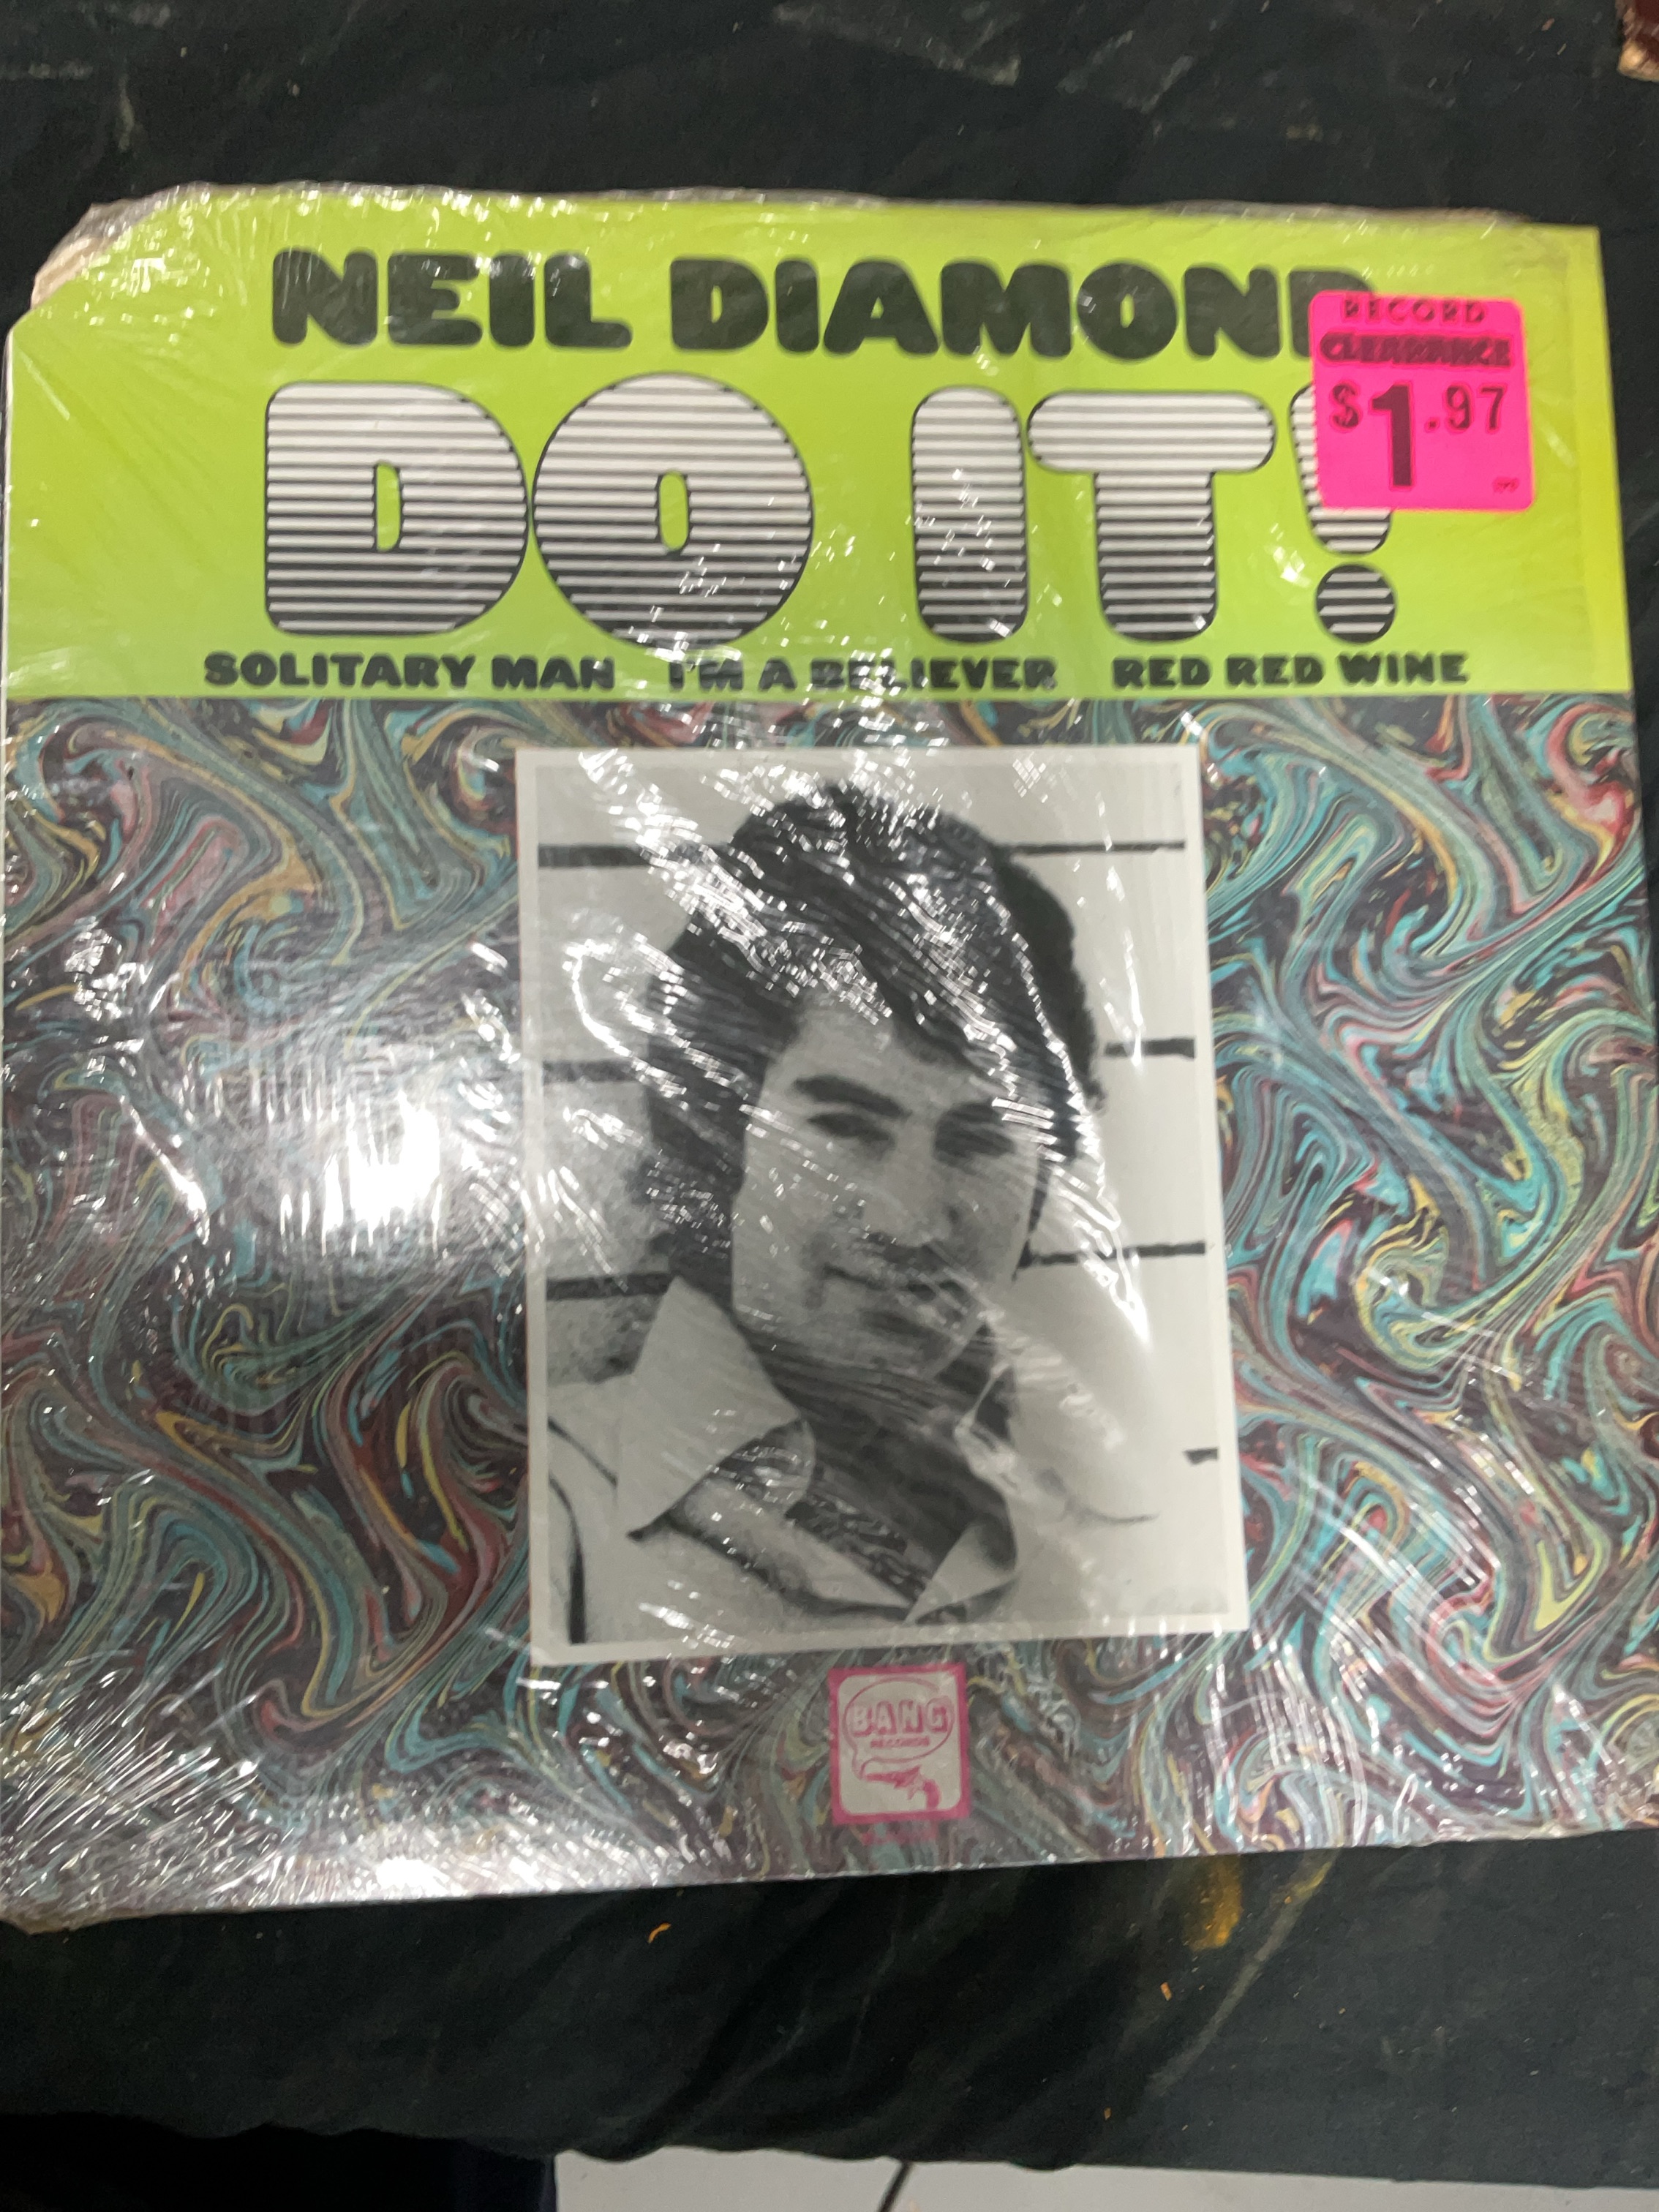 NEIL DIAMOND
RECORD
CLEARANCE
$1.97
DO IT!
SOLITARY MAN I'M A BELIEVER RED RED WINE
BANG
RECORDS